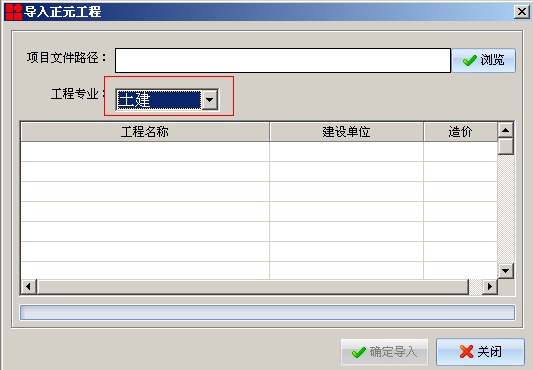 导入正元工程
项目文件路径：
浏览
工程专业：
土建
工程名称 建设单位 造价
确定导入 关闭